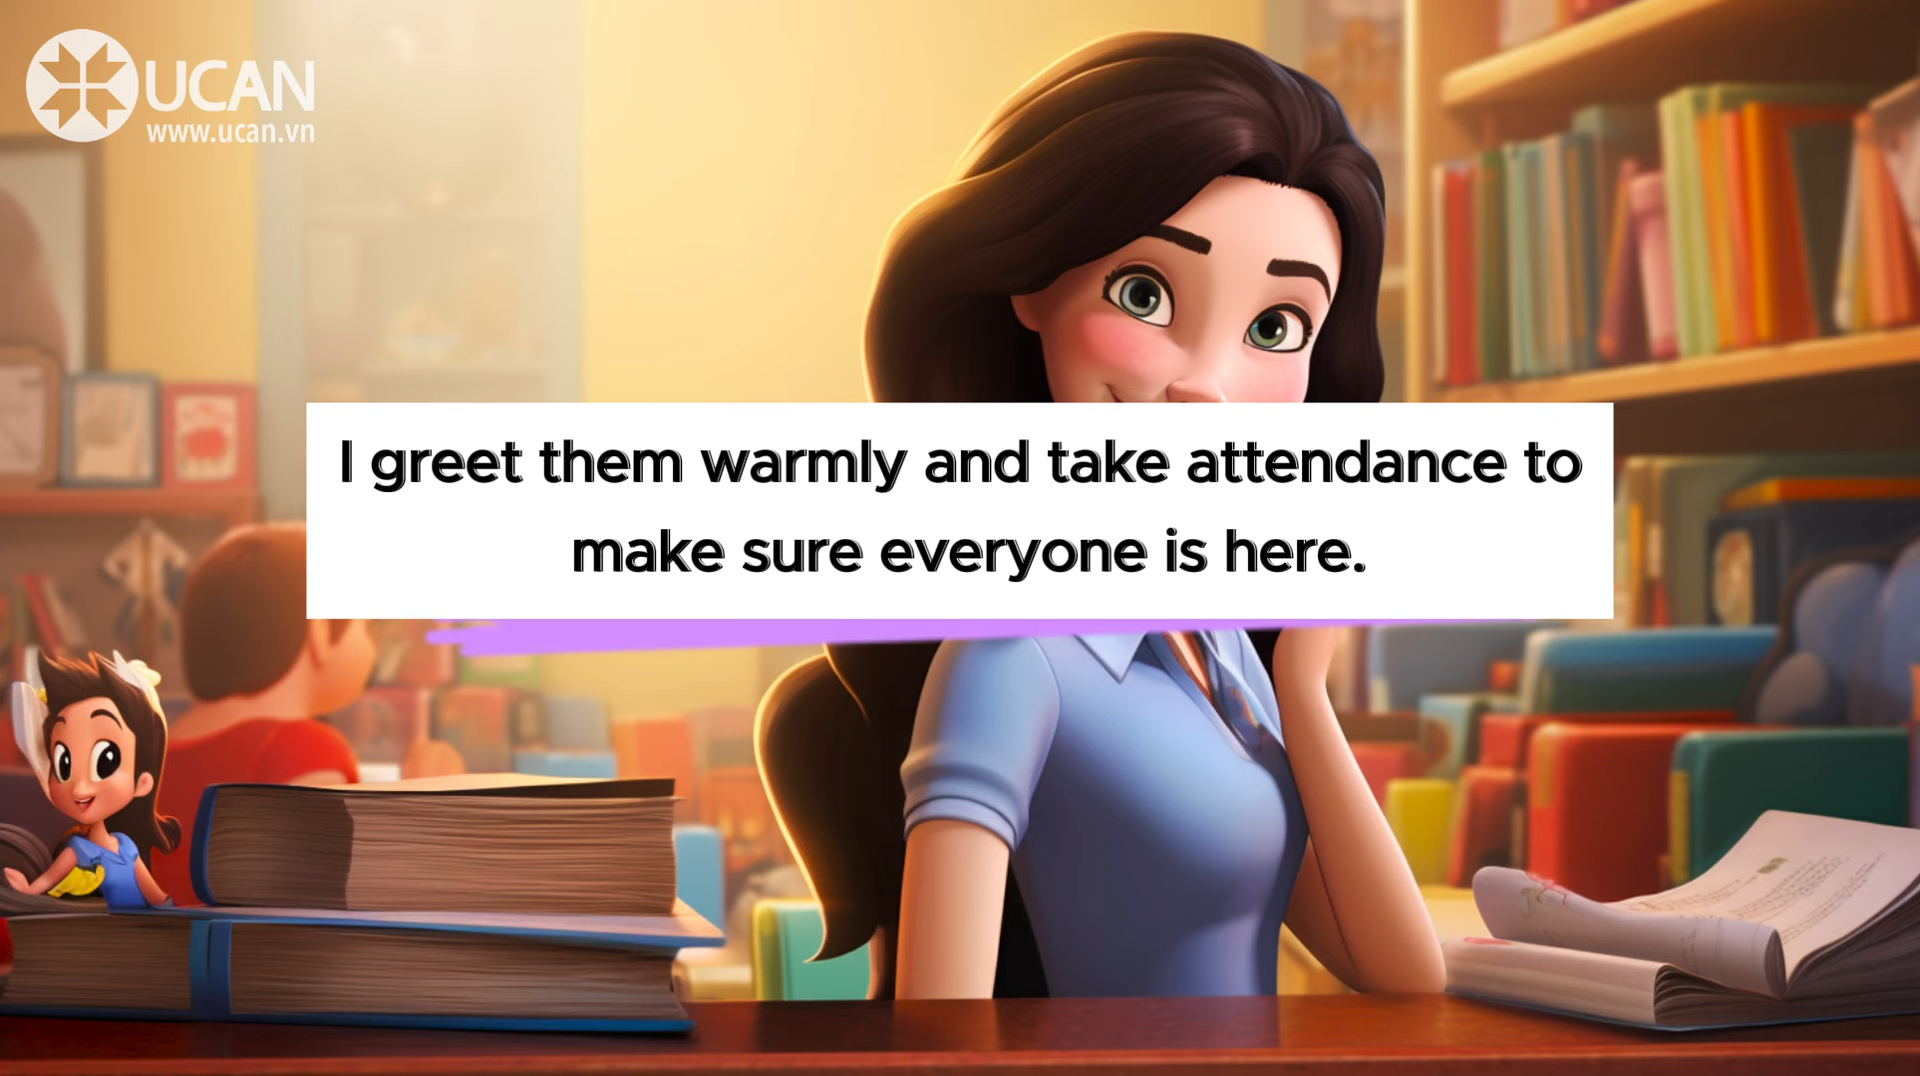 UCAN
www.ucan.vn
I greet them warmly and take attendance to
make sure everyone is here.